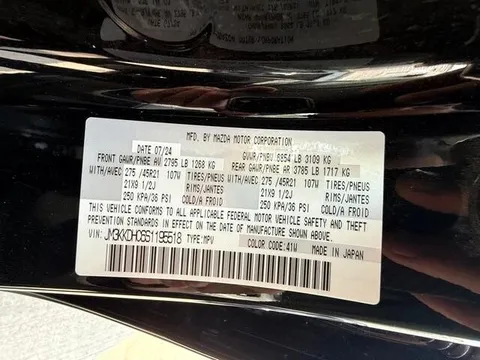 MFD. BY MAZDA MOTOR CORPORATION
DATE 07/24 GVWR/PNBV 6854 LB 3109 KG
FRONT GAWR/PNBE AV 2795 LB 1268 KG REAR GAWR/PNBE AR 3785 LB 1717 KG
WITH/AVEC 275 /45R21 107W TIRES/PNEUS WITH/AVEC 275 /45R21 107W TIRES/PNEUS
21X9 1/2J RIMS/JANTES 21X9 1/2J RIMS/JANTES
250 KPA/36 PSI COLD/A FROID 250 KPA/36 PSI COLD/A FROID
THIS VEHICLE CONFORMS TO ALL APPLICABLE FEDERAL MOTOR VEHICLE SAFETY AND THEFT
PREVENTION STANDARDS IN EFFECT ON THE DATE OF MANUFACTURE SHOWN ABOVE.
VIN: JM3KKDHC6S1195518 TYPE:MPV COLOR CODE:41W MADE IN JAPAN